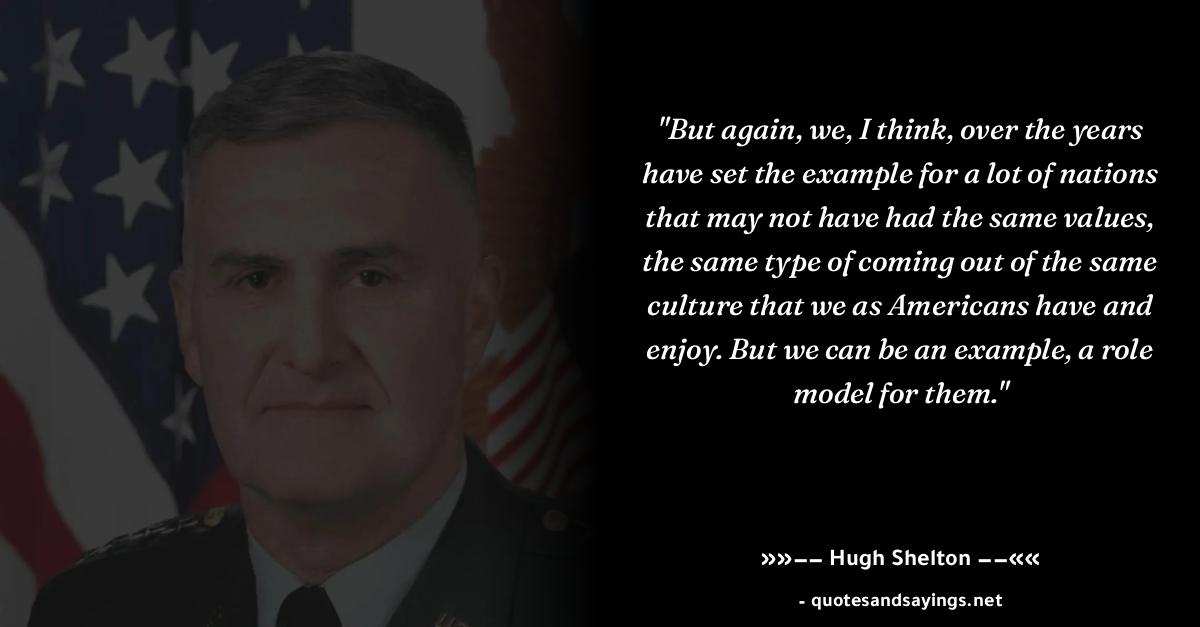 "But again, we, I think, over the years
have set the example for a lot of nations
that may not have had the same values,
the same type of coming out of the same
culture that we as Americans have and
enjoy. But we can be an example, a role
model for them."
»»–– Hugh Shelton ––««
- quotesandsayings.net